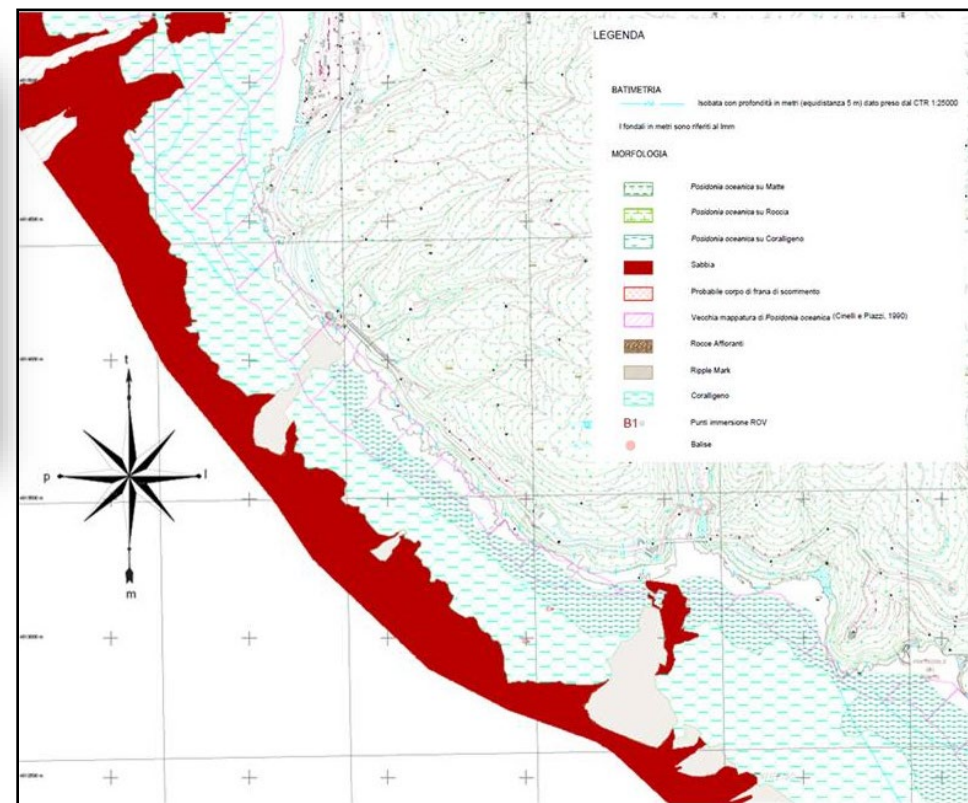 LEGENDA
BATIMETRIA
Isobata con profondità in metri (equidistanza 5 m) dato preso dal CTR 1:25000
I fondali in metri sono riferiti al lmm
MORFOLOGIA
Posidonia oceanica su Matte
Posidonia oceanica su Roccia
Posidonia oceanica su Coralligeno
Sabbia
Probabile corpo di frana di scorrimento
Vecchia mappatura di Posidonia oceanica (Cinelli e Piazzi, 1990)
Rocce Affioranti
Ripple Mark
Coralligeno
B1 Punti immersione ROV
Balise
t
p
l
m